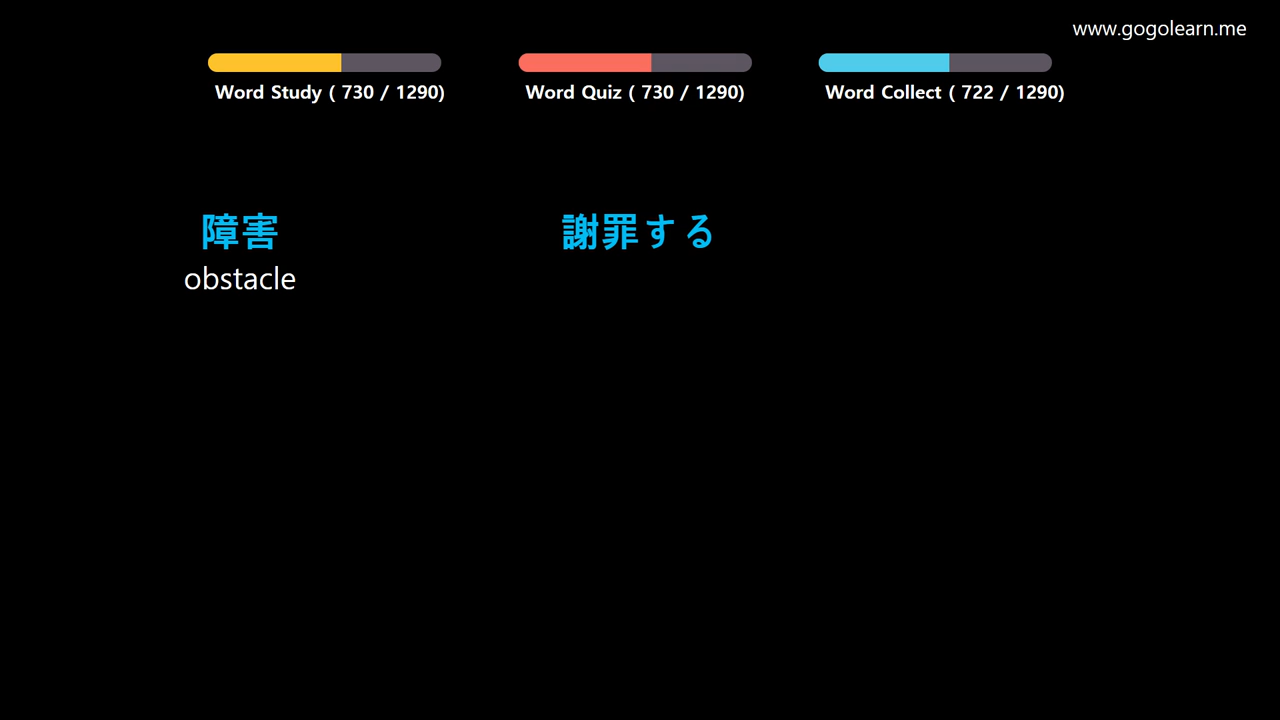 www.gogolearn.me
Word Study ( 730 / 1290)
Word Quiz ( 730 / 1290)
Word Collect ( 722 / 1290)
障害
obstacle
謝罪する